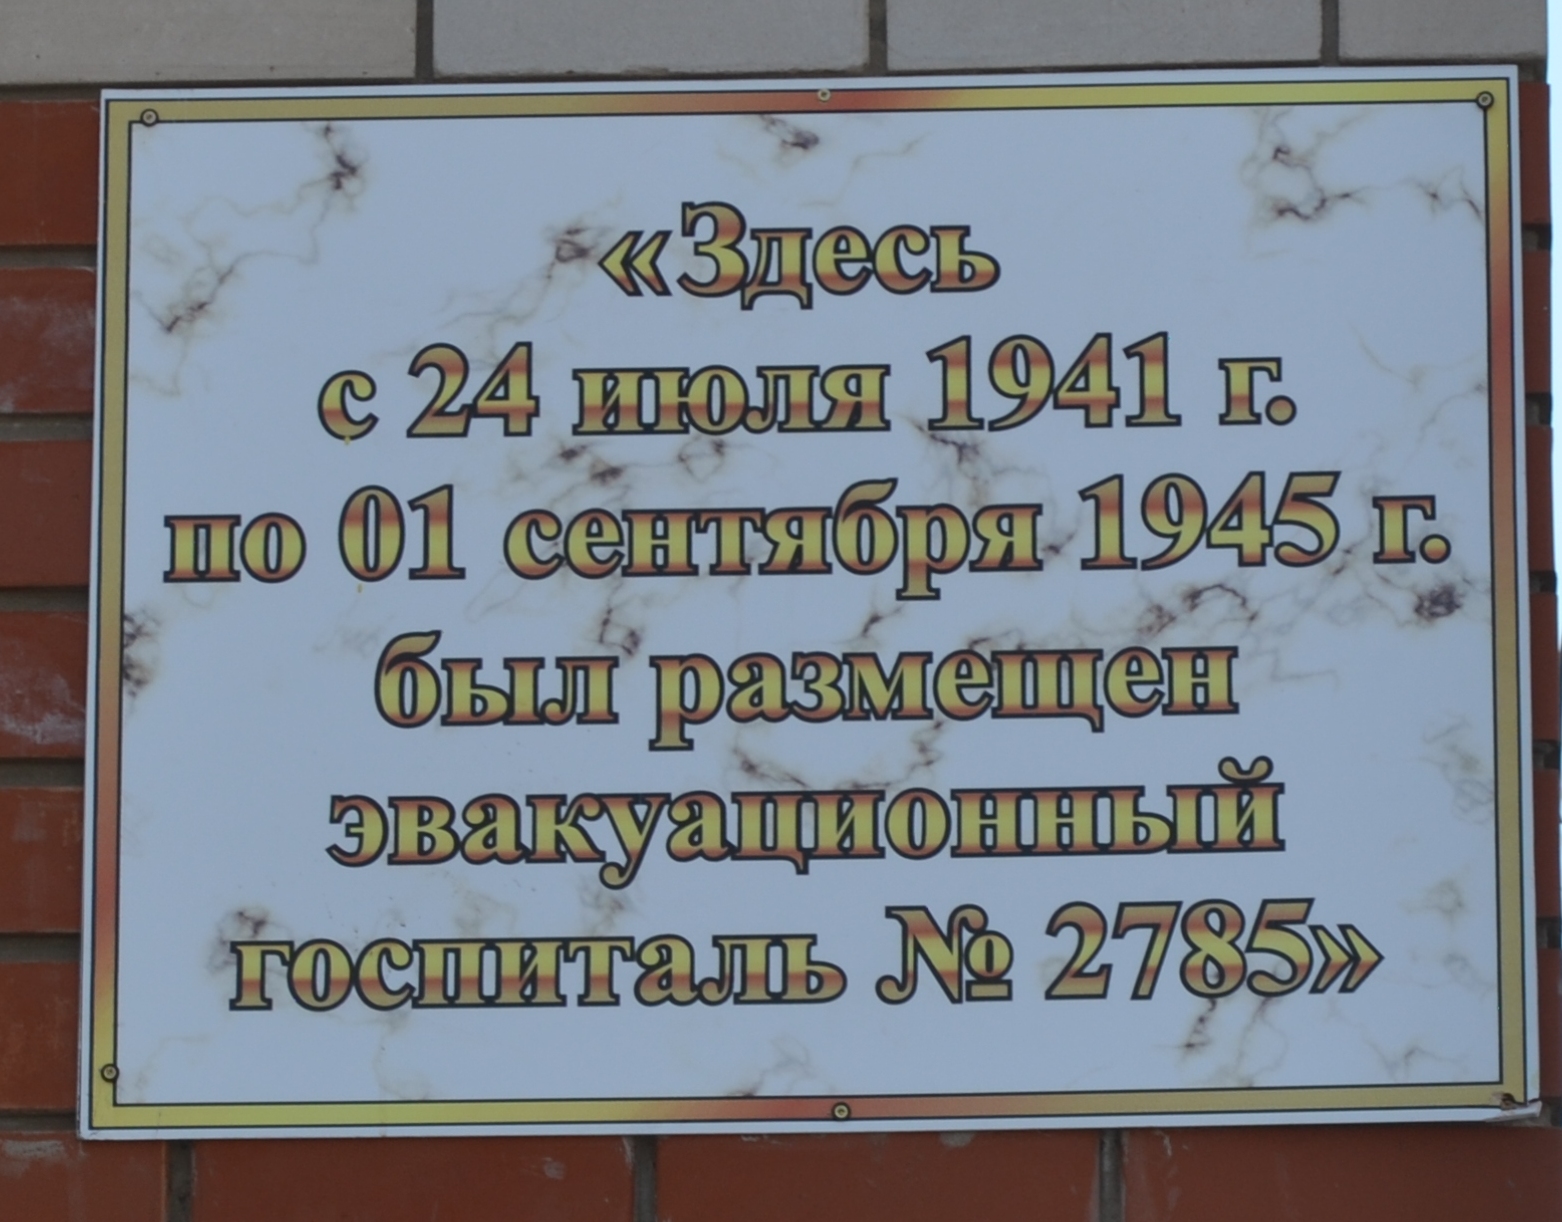 «Здесь
с 24 июля 1941 г.
по 01 сентября 1945 г.
был размещен
эвакуационный
госпиталь № 2785»